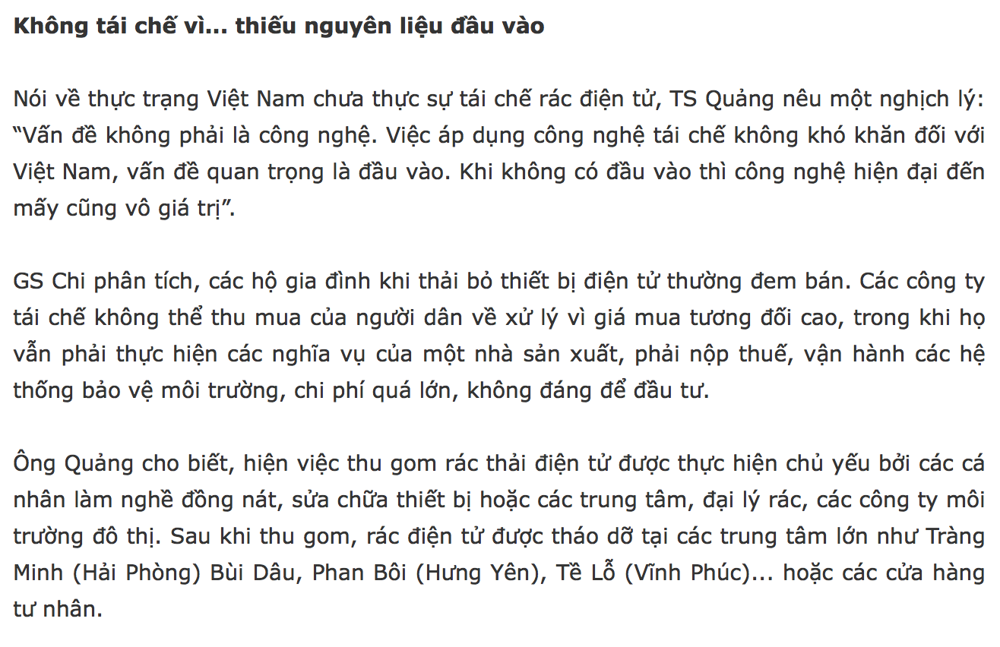 Không tái chế vì... thiếu nguyên liệu đầu vào
Nói về thực trạng Việt Nam chưa thực sự tái chế rác điện tử, TS Quảng nêu một nghịch lý:
“Vấn đề không phải là công nghệ. Việc áp dụng công nghệ tái chế không khó khăn đối với
Việt Nam, vấn đề quan trọng là đầu vào. Khi không có đầu vào thì công nghệ hiện đại đến
mấy cũng vô giá trị”.
GS Chi phân tích, các hộ gia đình khi thải bỏ thiết bị điện tử thường đem bán. Các công ty
tái chế không thể thu mua của người dân về xử lý vì giá mua tương đối cao, trong khi họ
vẫn phải thực hiện các nghĩa vụ của một nhà sản xuất, phải nộp thuế, vận hành các hệ
thống bảo vệ môi trường, chi phí quá lớn, không đáng để đầu tư.
Ông Quảng cho biết, hiện việc thu gom rác thải điện tử được thực hiện chủ yếu bởi các cá
nhân làm nghề đồng nát, sửa chữa thiết bị hoặc các trung tâm, đại lý rác, các công ty môi
trường đô thị. Sau khi thu gom, rác điện tử được tháo dỡ tại các trung tâm lớn như Tràng
Minh (Hải Phòng) Bùi Dâu, Phan Bôi (Hưng Yên), Tề Lỗ (Vĩnh Phúc)... hoặc các cửa hàng
tư nhân.